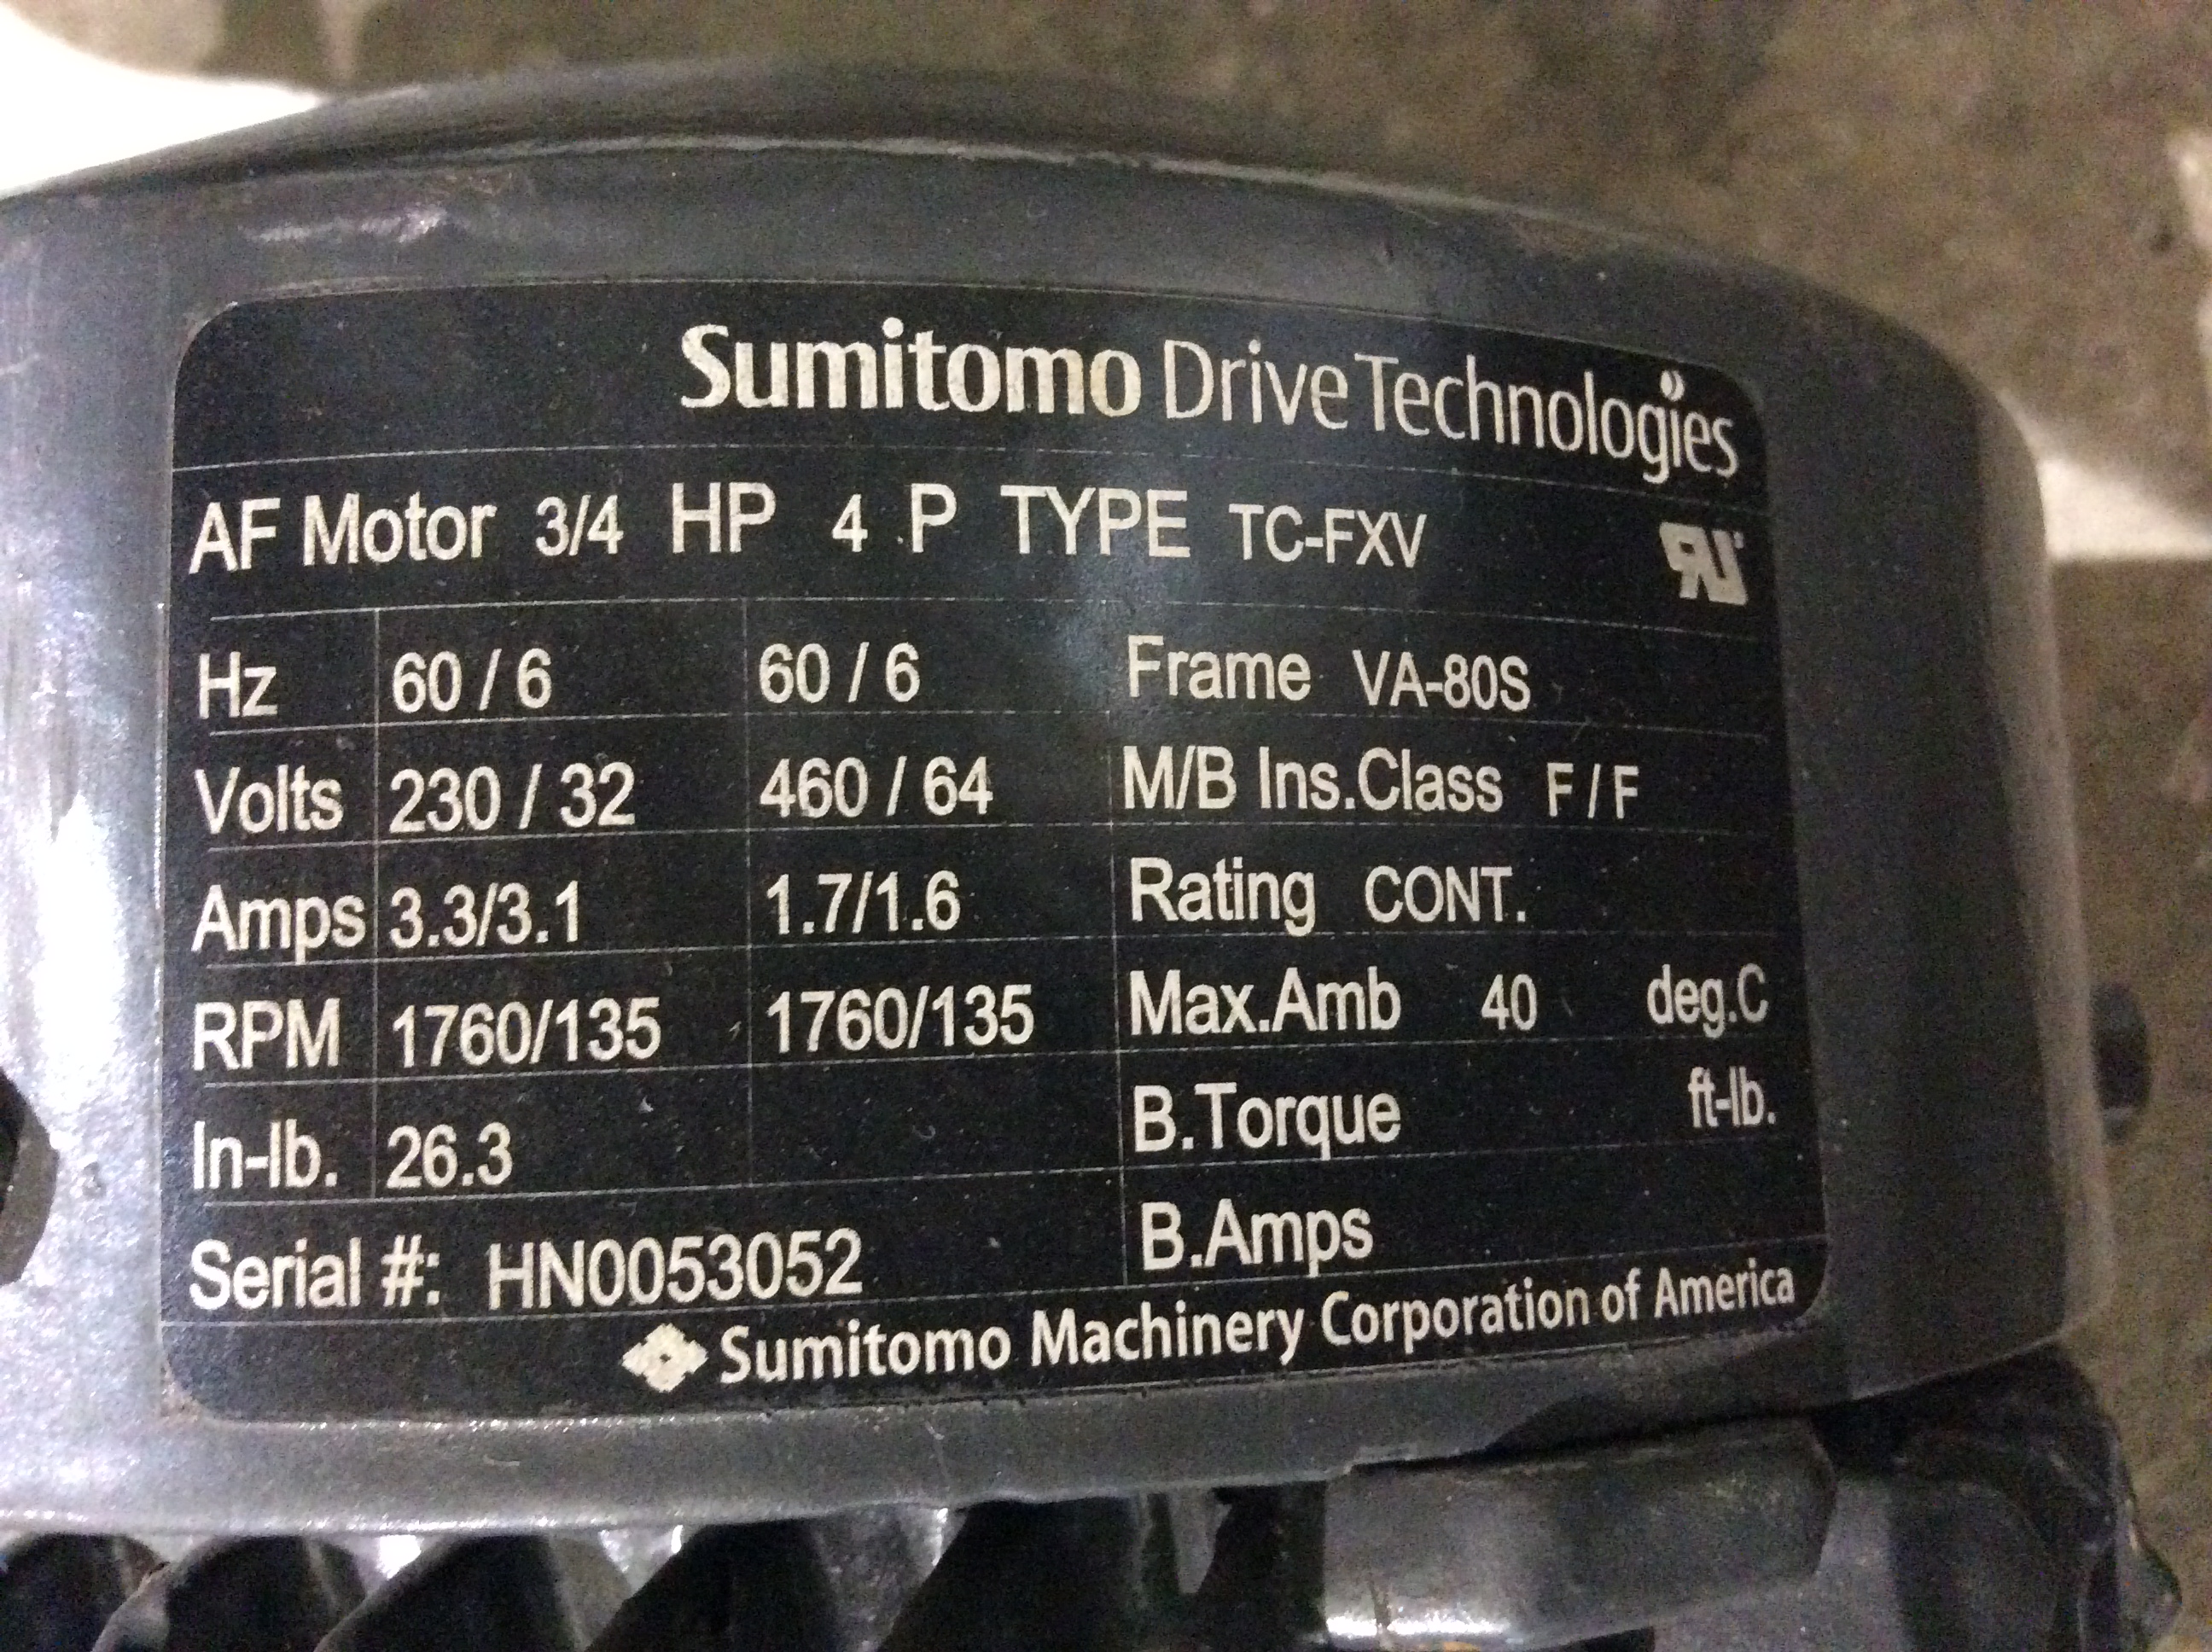 Sumitomo Drive Technologies
AF Motor 3/4 HP 4 P TYPE TC-FXV
Hz 60 / 6 60 / 6 Frame VA-80S
Volts 230 / 32 460 / 64 M/B Ins.Class F / F
Amps 3.3/3.1 1.7/1.6 Rating CONT.
RPM 1760/135 1760/135 Max.Amb 40 deg.C
In-lb. 26.3 B.Torque ft-lb.
Serial #: HN0053052 B.Amps
Sumitomo Machinery Corporation of America